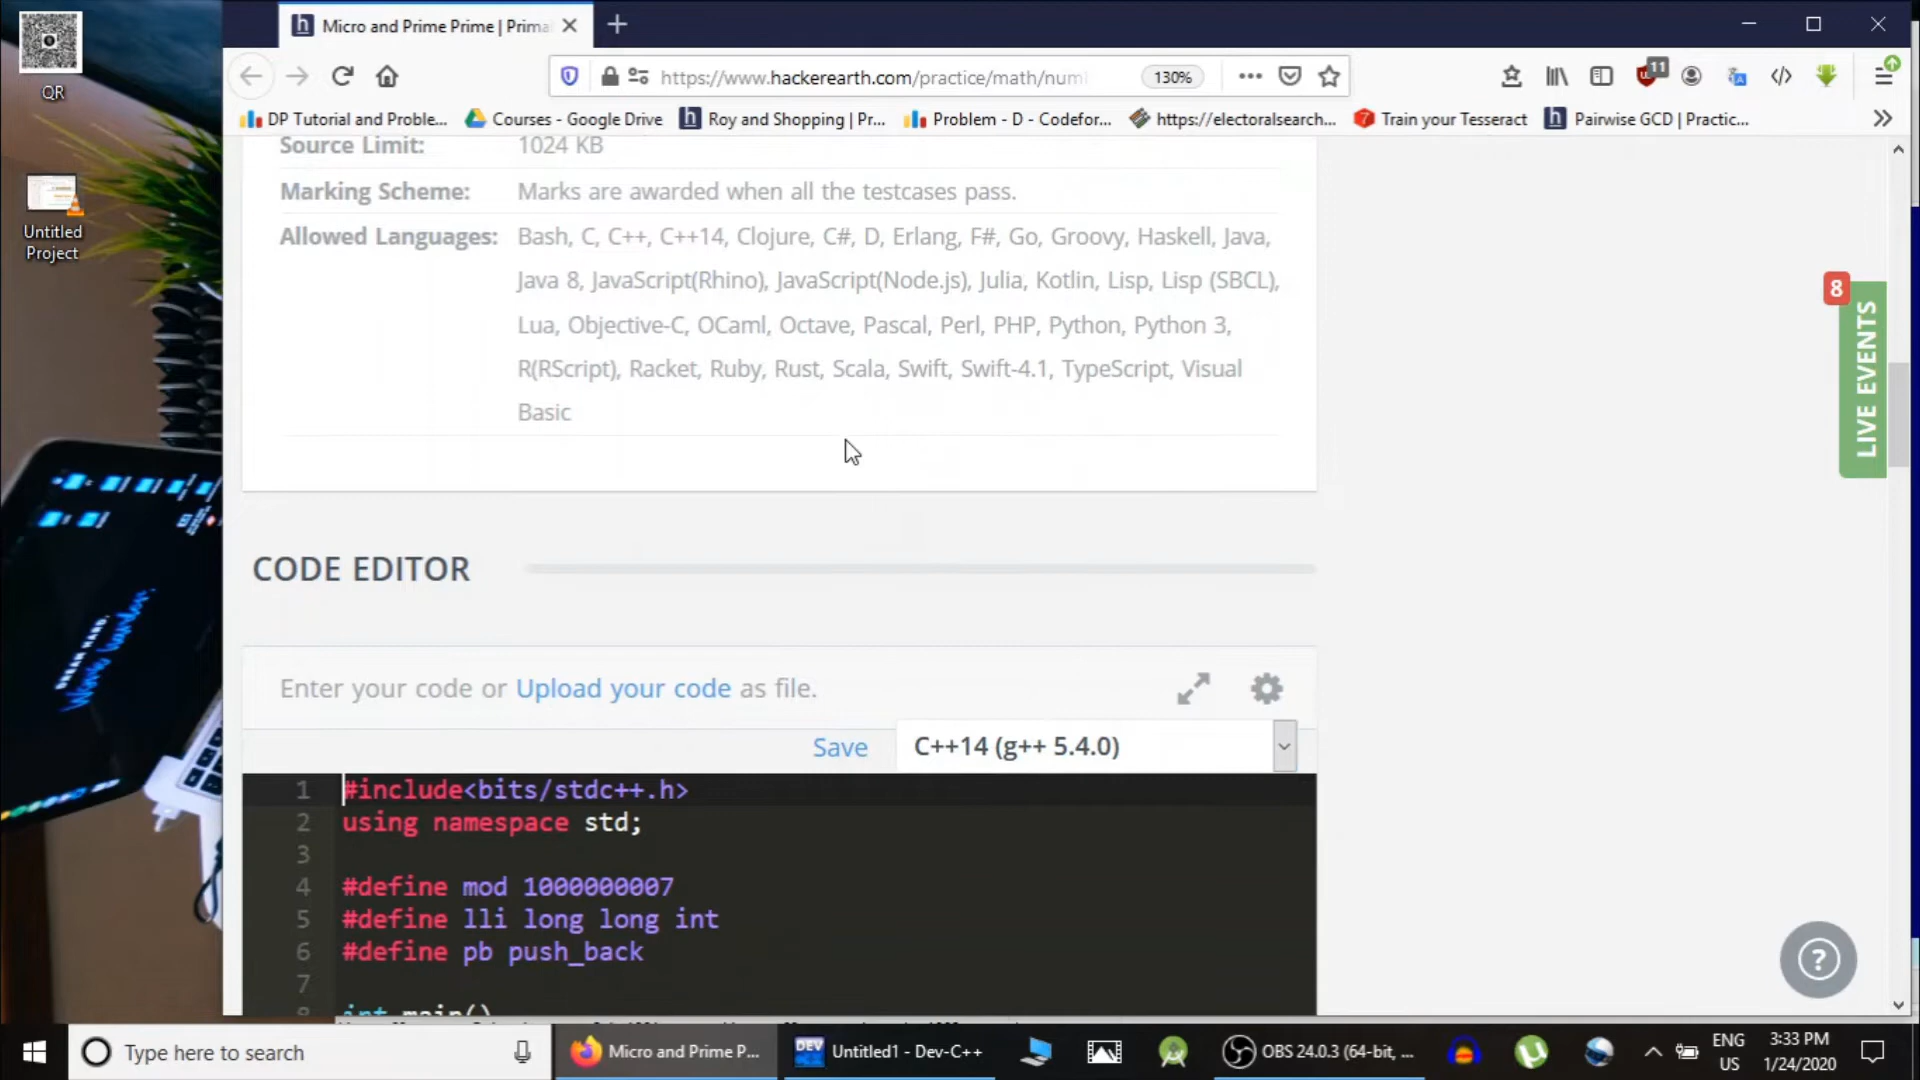 QR
Untitled
Project
Micro and Prime Prime | Prima
https://www.hackerearth.com/practice/math/num
130%
11
DP Tutorial and Proble...
Courses - Google Drive
Roy and Shopping | Pr...
Problem - D - Codefor...
https://electoralsearch...
Train your Tesseract
Pairwise GCD | Practic...
Source Limit: 1024 KB
Marking Scheme: Marks are awarded when all the testcases pass.
Allowed Languages: Bash, C, C++, C++14, Clojure, C#, D, Erlang, F#, Go, Groovy, Haskell, Java,
Java 8, JavaScript(Rhino), JavaScript(Node.js), Julia, Kotlin, Lisp, Lisp (SBCL),
Lua, Objective-C, OCaml, Octave, Pascal, Perl, PHP, Python, Python 3,
R(RScript), Racket, Ruby, Rust, Scala, Swift, Swift-4.1, TypeScript, Visual
Basic
8
LIVE EVENTS
CODE EDITOR
Enter your code or Upload your code as file.
Save
C++14 (g++ 5.4.0)
1 #include<bits/stdc++.h>
2 using namespace std;
3
4 #define mod 1000000007
5 #define lli long long int
6 #define pb push_back
7
8 int main()
?
Type here to search
Micro and Prime P...
DEV
Untitled1 - Dev-C++
OBS 24.0.3 (64-bit, ...
ENG
US
3:33 PM
1/24/2020